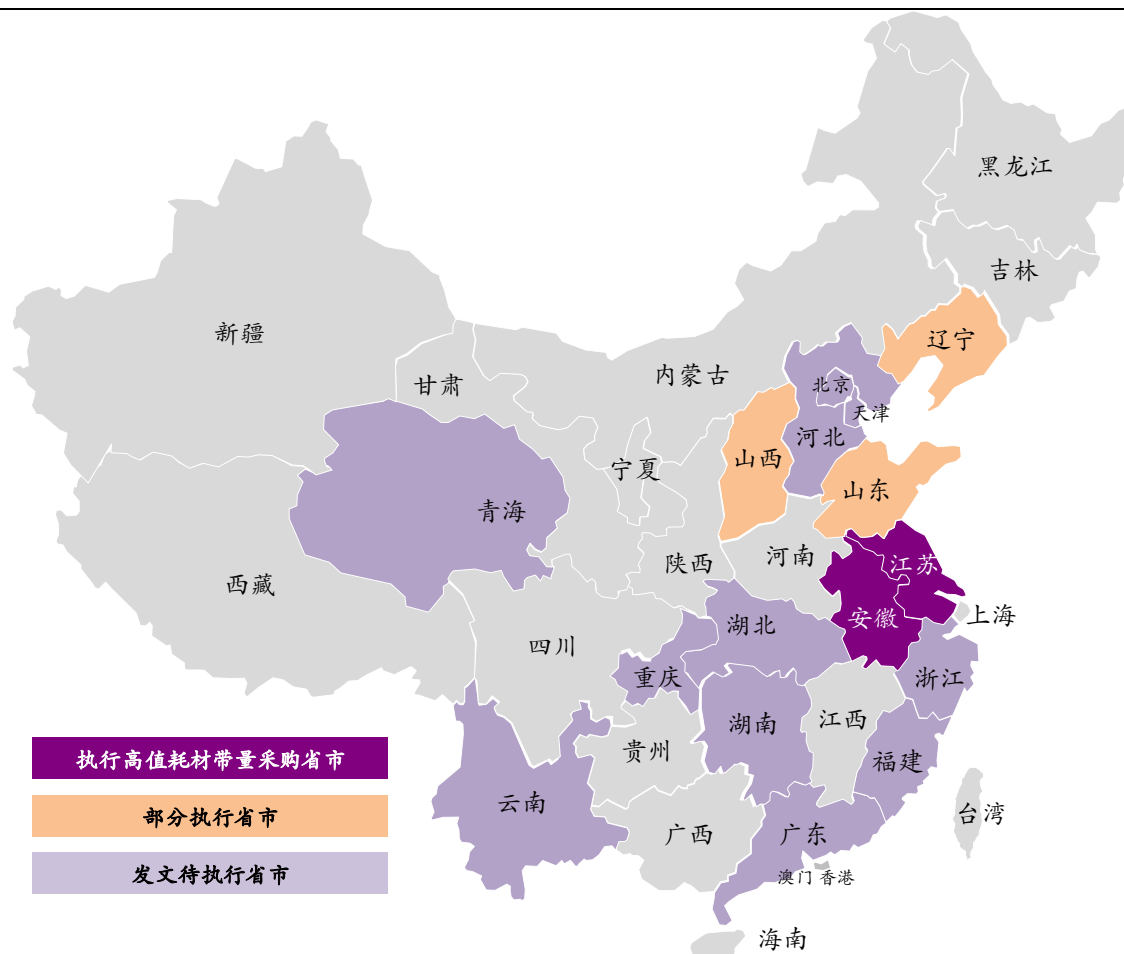 黑龙江
吉林
新疆
辽宁
内蒙古
甘肃
北京
天津
河北
山西
宁夏
山东
青海
河南
陕西
江苏
西藏
安徽
上海
湖北
四川
重庆
浙江
江西
湖南
贵州
福建
执行高值耗材带量采购省市
云南
部分执行省市
台湾
广东
广西
发文待执行省市
澳门 香港
海南